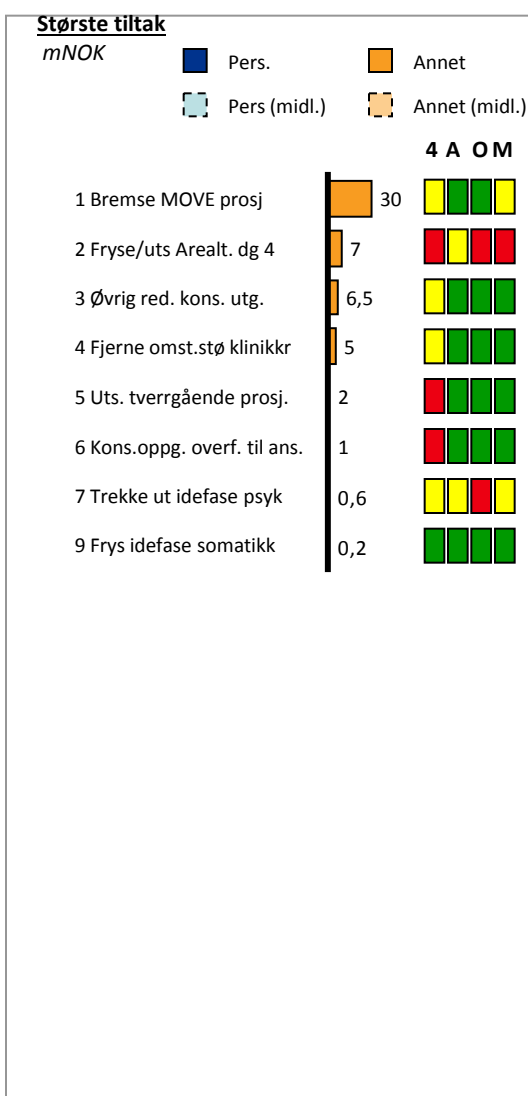 Største tiltak
mNOK
Pers. Annet
Pers (midl.) Annet (midl.)
4 A O M
1 Bremse MOVE prosj 30
2 Fryse/uts Arealt. dg 4 7
3 Øvrig red. kons. utg. 6,5
4 Fjerne omst.stø klinikkr 5
5 Uts. tverrgående prosj. 2
6 Kons.oppg. overf. til ans. 1
7 Trekke ut idefase psyk 0,6
9 Frys idefase somatikk 0,2